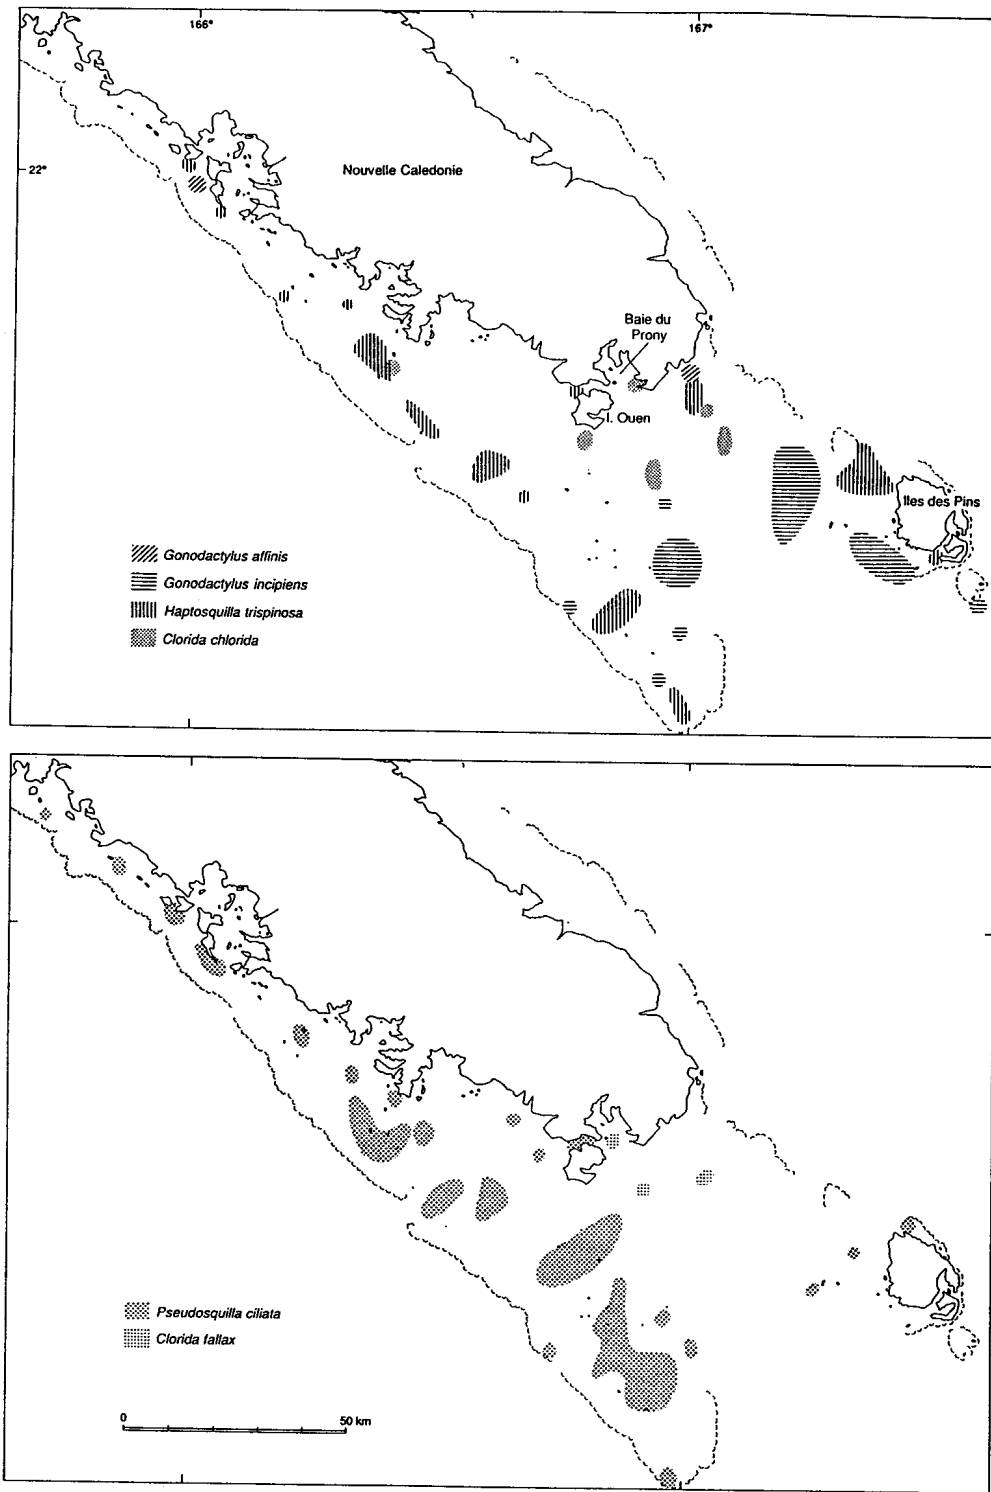 166°
167°
22°
Nouvelle Caledonie
Baie du
Prony
I. Ouen
Iles des Pins
Gonodactylus affinis
Gonodactylus incipiens
Haptosquilla trispinosa
Clorida chlorida
Pseudosquilla ciliata
Clorida fallax
0
50 km